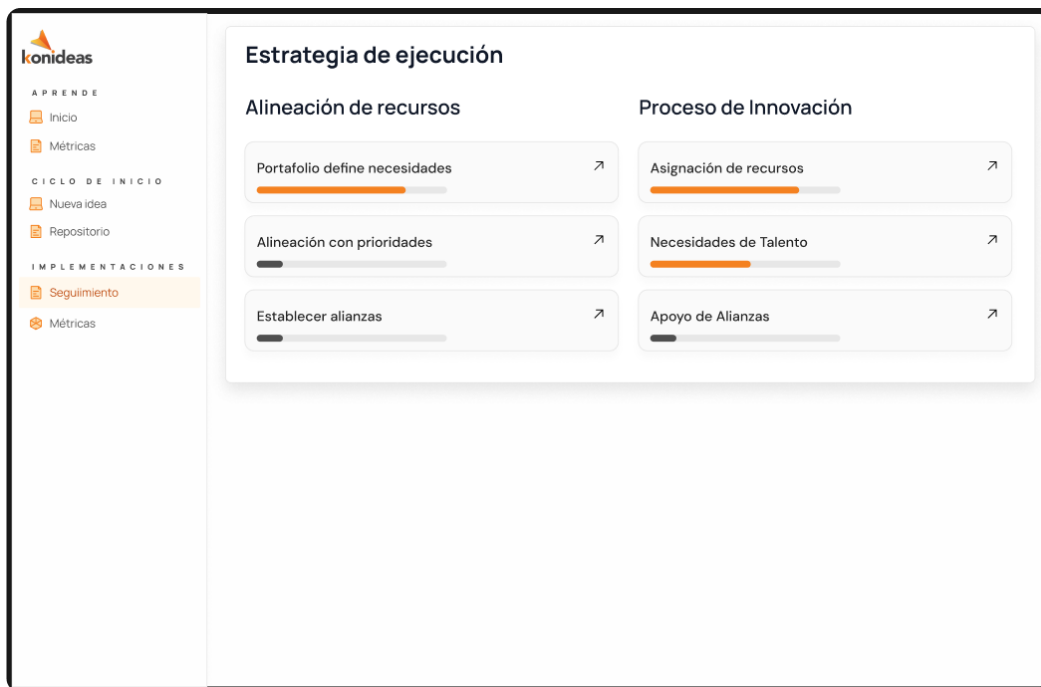 konideas
APRENDE
Inicio
Métricas
CICLO DE INICIO
Nueva idea
Repositorio
IMPLEMENTACIONES
Seguiimiento
Métricas
Estrategia de ejecución
Alineación de recursos
Portafolio define necesidades
Alineación con prioridades
Establecer alianzas
Proceso de Innovación
Asignación de recursos
Necesidades de Talento
Apoyo de Alianzas